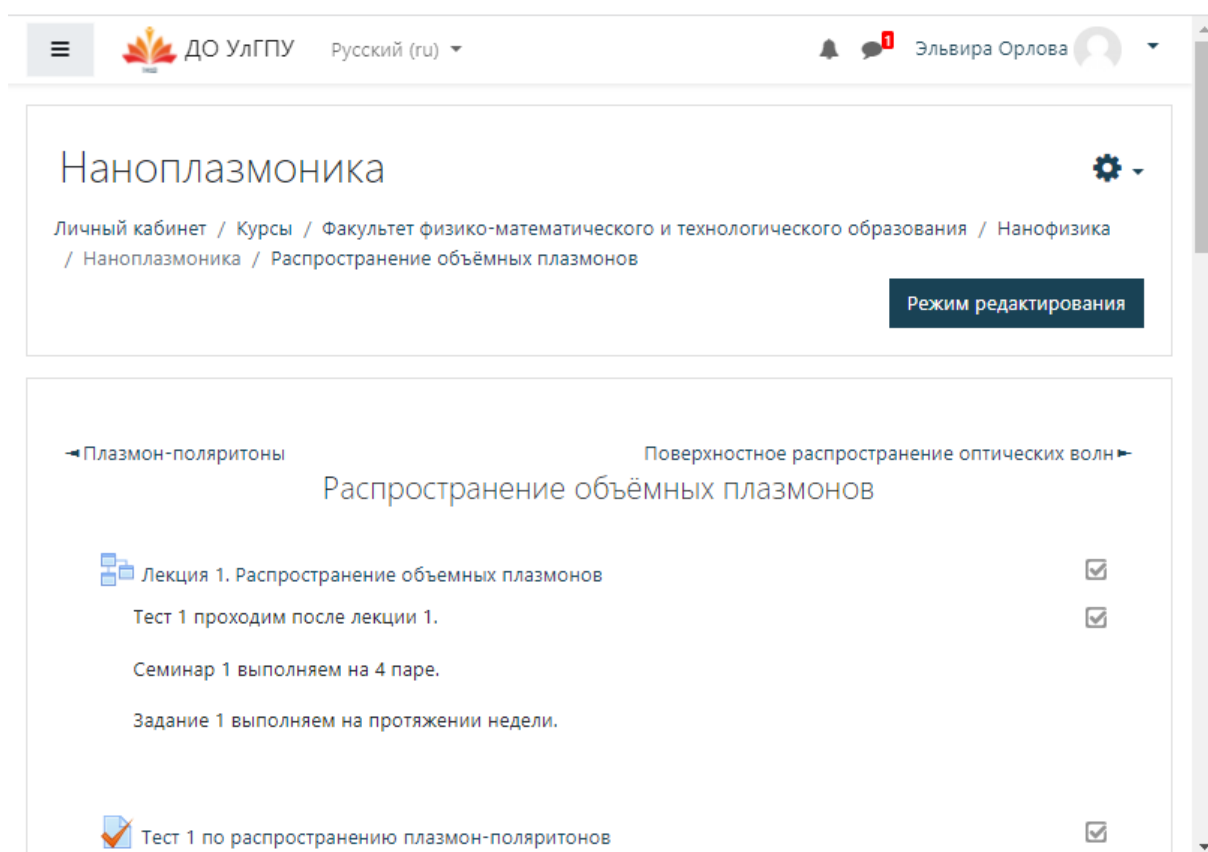 ДО УлГПУ Русский (ru) 1 Эльвира Орлова
Наноплазмоника
Личный кабинет / Курсы / Факультет физико-математического и технологического образования / Нанофизика
/ Наноплазмоника / Распространение объёмных плазмонов
Режим редактирования
◄Плазмон-поляритоны Поверхностное распространение оптических волн►
Распространение объёмных плазмонов
Лекция 1. Распространение объемных плазмонов
Тест 1 проходим после лекции 1.
Семинар 1 выполняем на 4 паре.
Задание 1 выполняем на протяжении недели.
Тест 1 по распространению плазмон-поляритонов